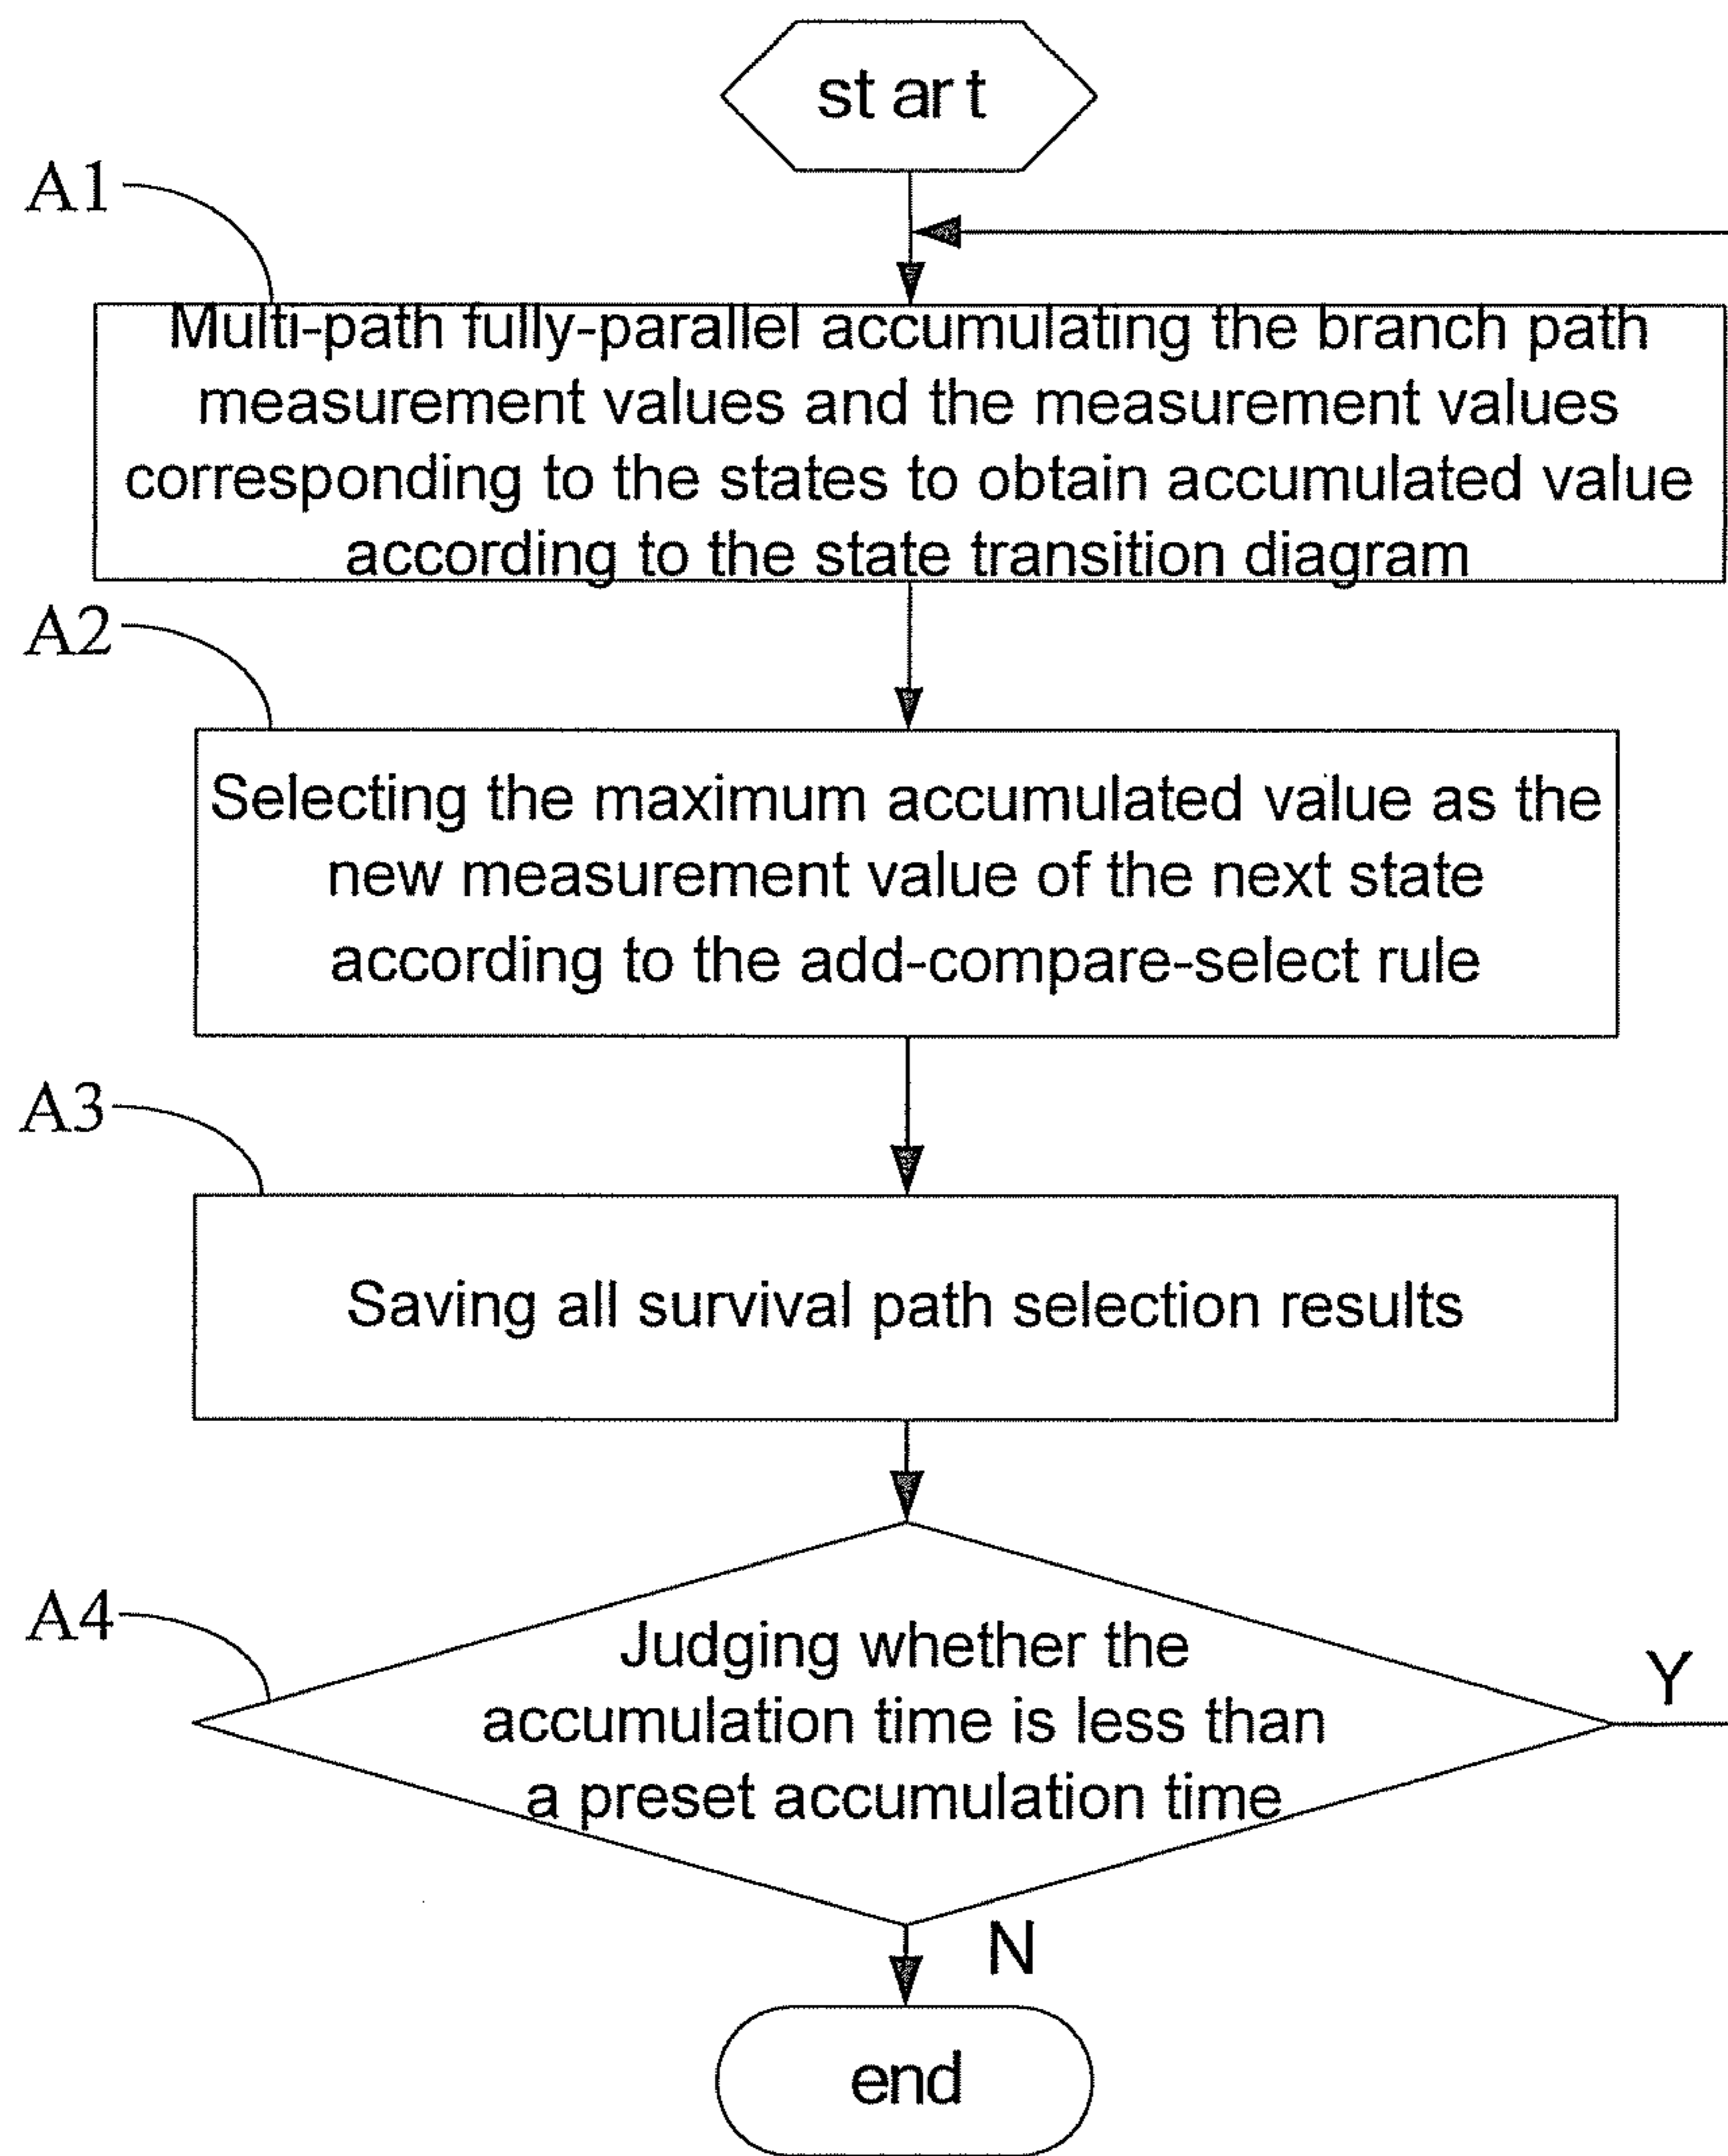 start
A1
Multi-path fully-parallel accumulating the branch path
measurement values and the measurement values
corresponding to the states to obtain accumulated value
according to the state transition diagram
A2
Selecting the maximum accumulated value as the
new measurement value of the next state
according to the add-compare-select rule
A3
Saving all survival path selection results
A4
Judging whether the
accumulation time is less than
a preset accumulation time
Y
N
end